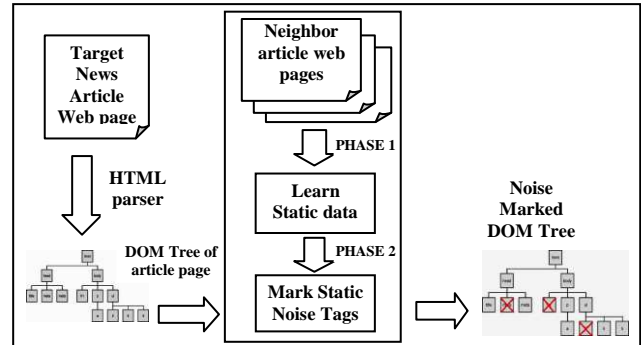 Target
News
Article
Web page
HTML
parser
DOM Tree of
article page
Neighbor
article web
pages
PHASE 1
Learn
Static data
PHASE 2
Mark Static
Noise Tags
Noise
Marked
DOM Tree